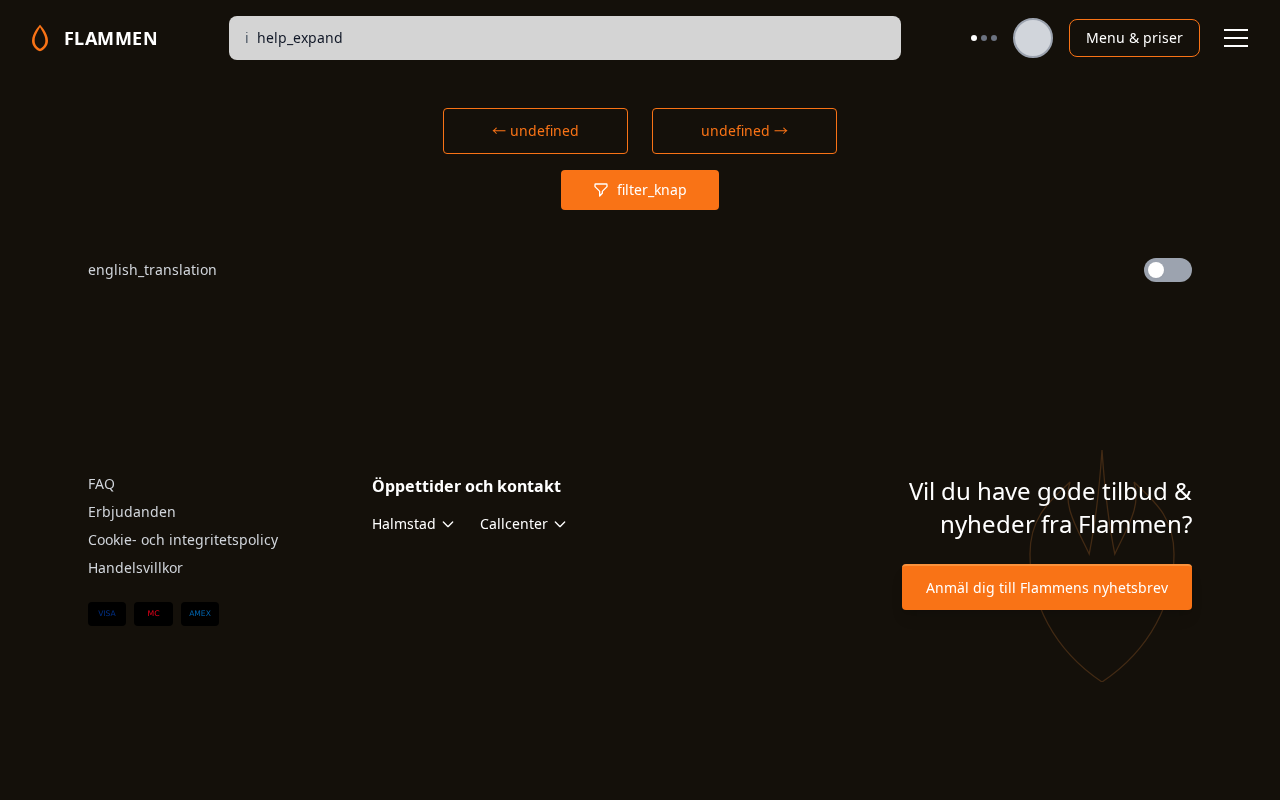 FLAMMEN
i help_expand
Menu & priser
← undefined
undefined →
filter_knap
english_translation
FAQ
Erbjudanden
Cookie- och integritetspolicy
Handelsvillkor
VISA MC AMEX
Öppettider och kontakt
Halmstad
Callcenter
Vil du have gode tilbud &
nyheder fra Flammen?
Anmäl dig till Flammens nyhetsbrev